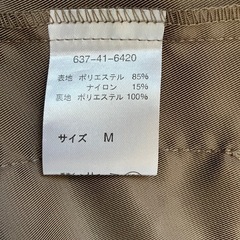 637-41-6420
表地 ポリエステル 85%
ナイロン 15%
裏地 ポリエステル 100%
サイズ M